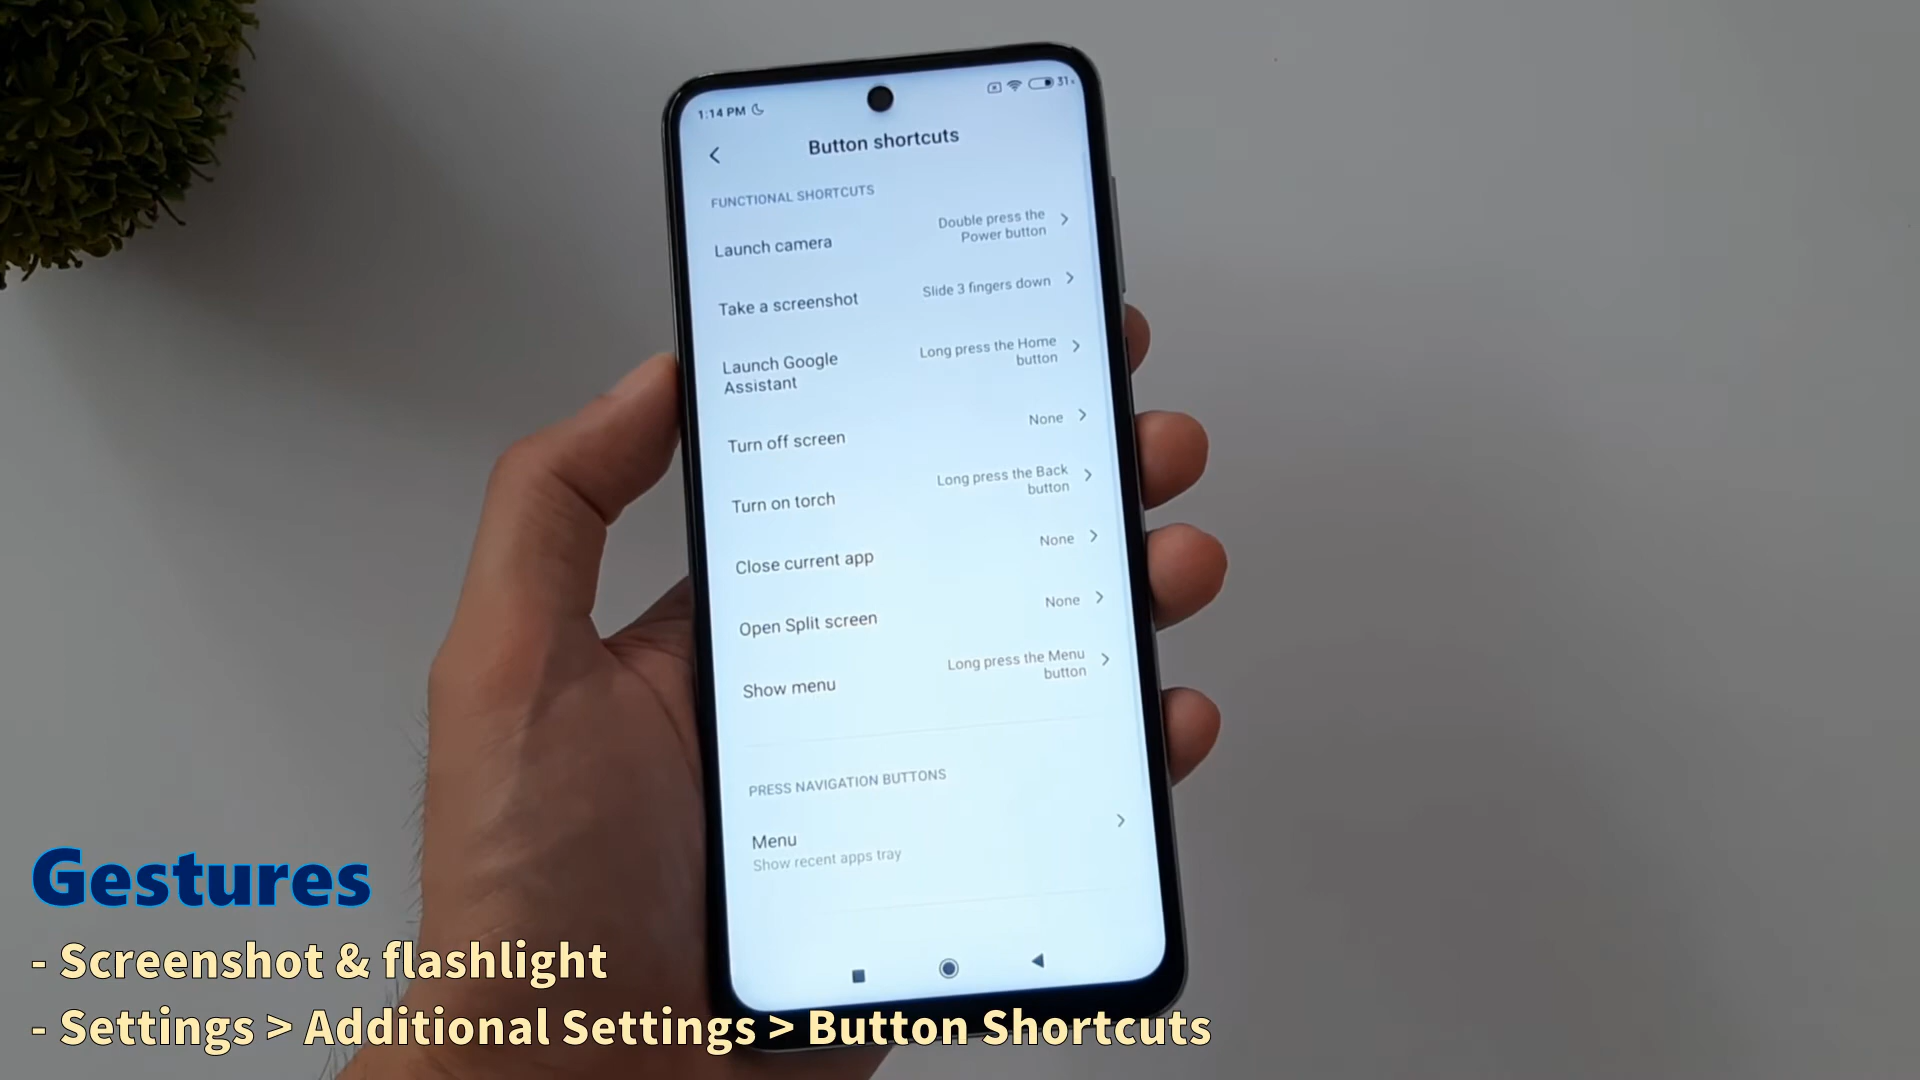 1:14 PM
31
Button shortcuts
FUNCTIONAL SHORTCUTS
Launch camera
Double press the
Power button
Take a screenshot
Slide 3 fingers down
Launch Google
Assistant
Long press the Home
button
Turn off screen
None
Turn on torch
Long press the Back
button
Close current app
None
Open Split screen
None
Show menu
Long press the Menu
button
PRESS NAVIGATION BUTTONS
Menu
Show recent apps tray
Gestures
- Screenshot & flashlight
- Settings > Additional Settings > Button Shortcuts